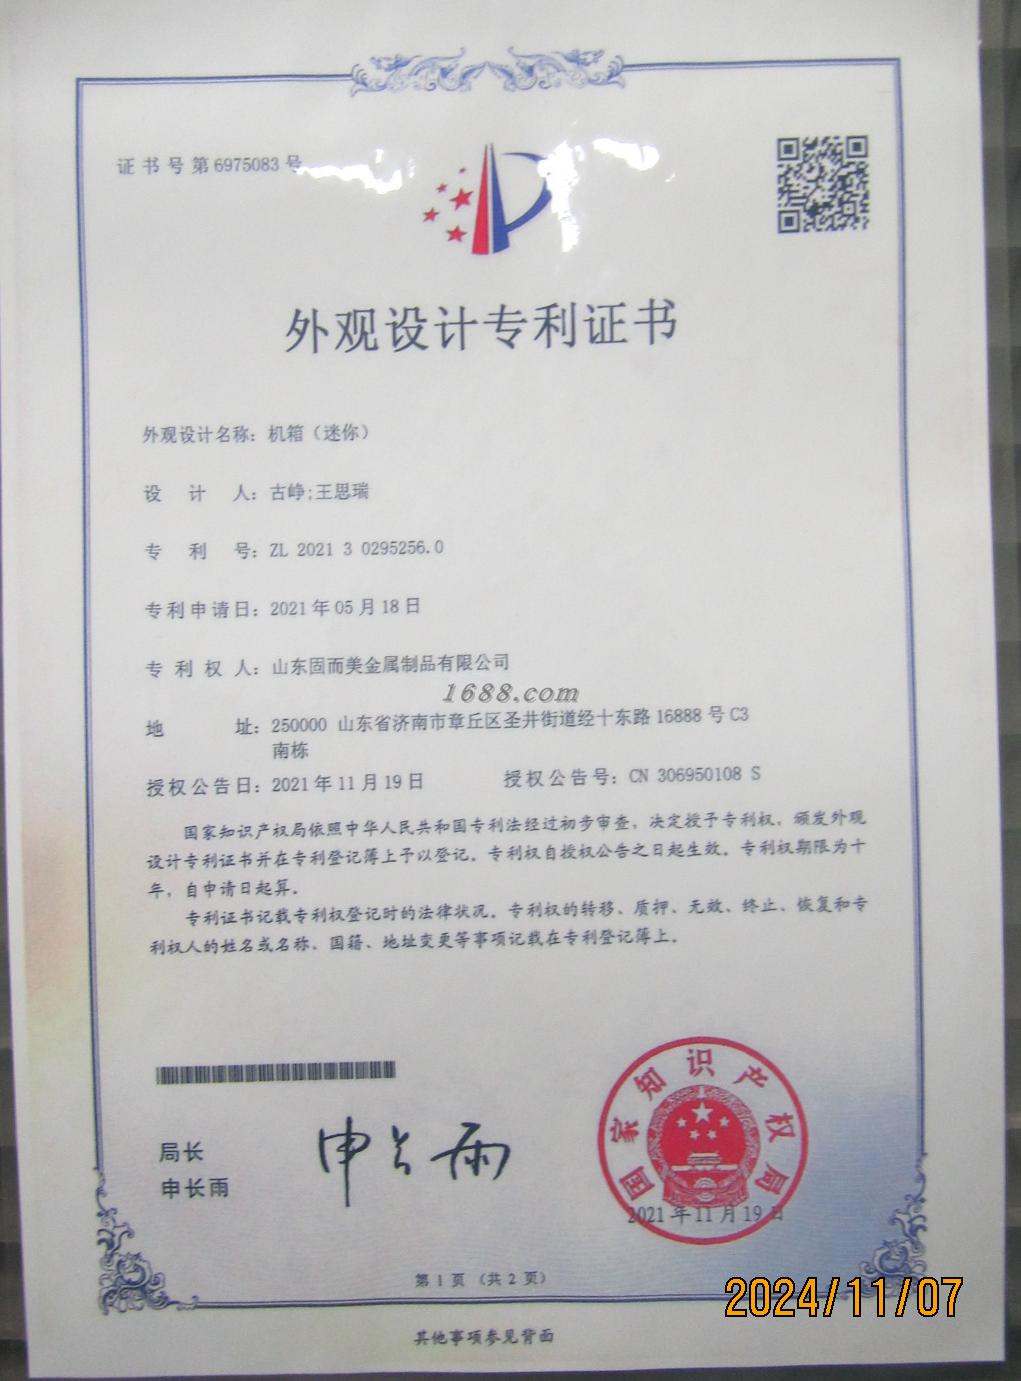 证书号第6975083号
外观设计专利证书
外观设计名称：机箱（迷你）
设计人：古峥;王思瑞
专利号：ZL 2021 3 0295256.0
专利申请日：2021年05月18日
专利权人：山东固而美金属制品有限公司
1688.com
地址：250000 山东省济南市章丘区圣井街道经十东路16888号C3
南栋
授权公告日：2021年11月19日 授权公告号：CN 306950108 S
国家知识产权局依照中华人民共和国专利法经过初步审查，决定授予专利权，颁发外观
设计专利证书并在专利登记簿上予以登记。专利权自授权公告之日起生效。专利权期限为十
年，自申请日起算。
专利证书记载专利权登记时的法律状况。专利权的转移、质押、无效、终止、恢复和专
利权人的姓名或名称、国籍、地址变更等事项记载在专利登记簿上。
局长
申长雨
申长雨
国家知识产权局
2021年11月19日
第1页（共2页）
2024/11/07
其他事项参见背面